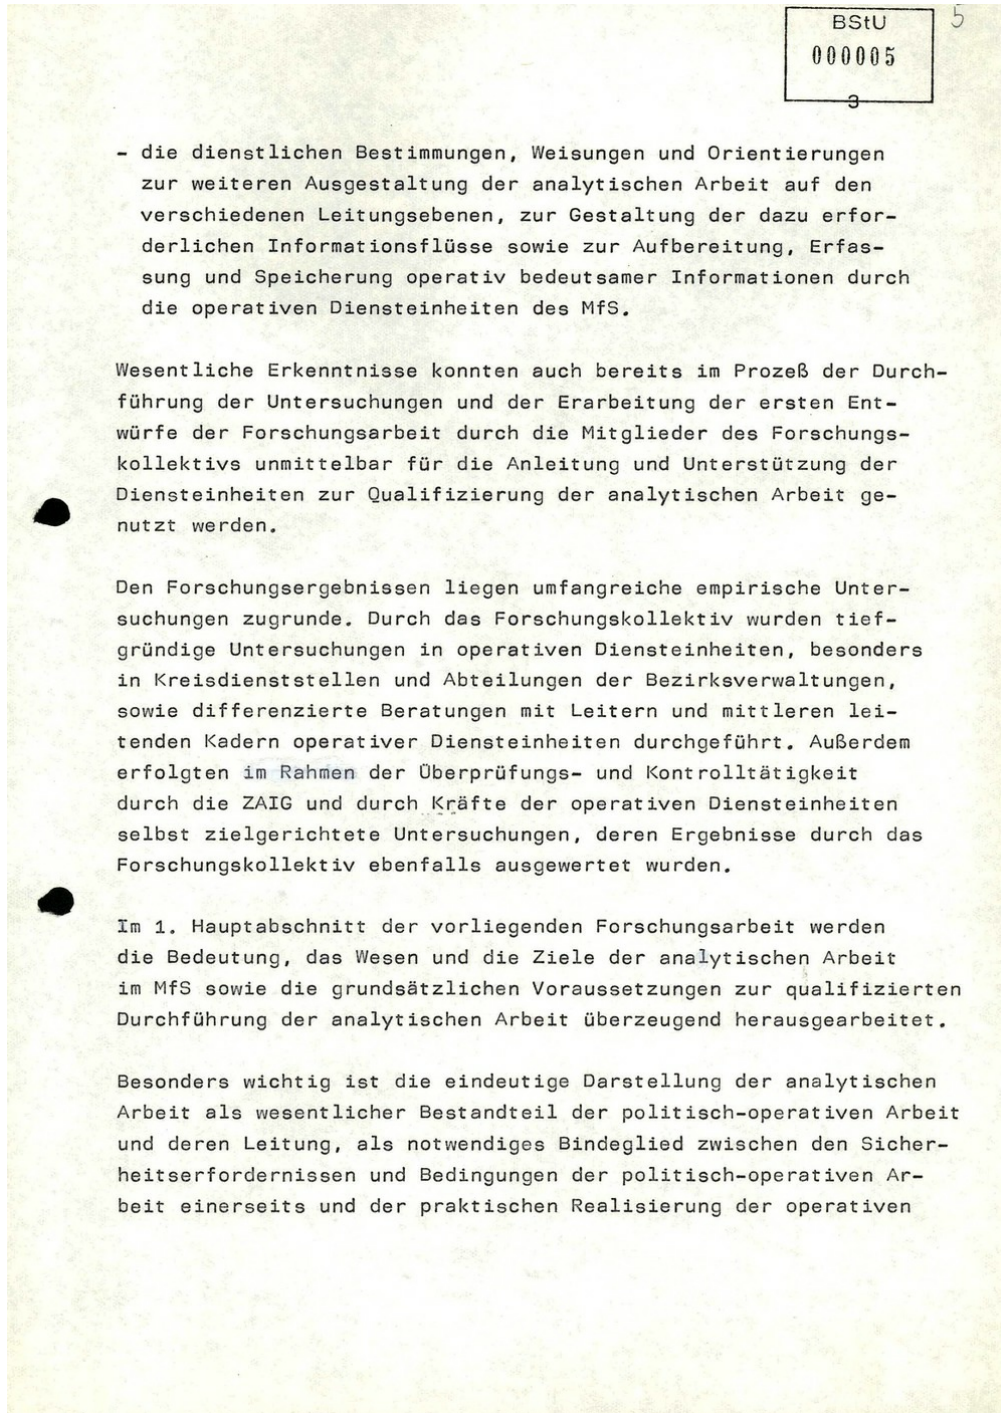 BStU
000005
3
5
- die dienstlichen Bestimmungen, Weisungen und Orientierungen
zur weiteren Ausgestaltung der analytischen Arbeit auf den
verschiedenen Leitungsebenen, zur Gestaltung der dazu erfor-
derlichen Informationsflüsse sowie zur Aufbereitung, Erfas-
sung und Speicherung operativ bedeutsamer Informationen durch
die operativen Diensteinheiten des MfS.
Wesentliche Erkenntnisse konnten auch bereits im Prozeß der Durch-
führung der Untersuchungen und der Erarbeitung der ersten Ent-
würfe der Forschungsarbeit durch die Mitglieder des Forschungs-
kollektivs unmittelbar für die Anleitung und Unterstützung der
Diensteinheiten zur Qualifizierung der analytischen Arbeit ge-
nutzt werden.
Den Forschungsergebnissen liegen umfangreiche empirische Unter-
suchungen zugrunde. Durch das Forschungskollektiv wurden tief-
gründige Untersuchungen in operativen Diensteinheiten, besonders
in Kreisdienststellen und Abteilungen der Bezirksverwaltungen,
sowie differenzierte Beratungen mit Leitern und mittleren lei-
tenden Kadern operativer Diensteinheiten durchgeführt. Außerdem
erfolgten im Rahmen der Überprüfungs- und Kontrolltätigkeit
durch die ZAIG und durch Kräfte der operativen Diensteinheiten
selbst zielgerichtete Untersuchungen, deren Ergebnisse durch das
Forschungskollektiv ebenfalls ausgewertet wurden.
Im 1. Hauptabschnitt der vorliegenden Forschungsarbeit werden
die Bedeutung, das Wesen und die Ziele der analytischen Arbeit
im MfS sowie die grundsätzlichen Voraussetzungen zur qualifizierten
Durchführung der analytischen Arbeit überzeugend herausgearbeitet.
Besonders wichtig ist die eindeutige Darstellung der analytischen
Arbeit als wesentlicher Bestandteil der politisch-operativen Arbeit
und deren Leitung, als notwendiges Bindeglied zwischen den Sicher-
heitserfordernissen und Bedingungen der politisch-operativen Ar-
beit einerseits und der praktischen Realisierung der operativen